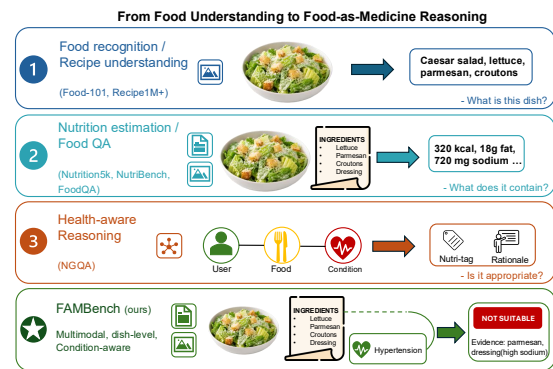 From Food Understanding to Food-as-Medicine Reasoning
1
Food recognition /
Recipe understanding
(Food-101, Recipe1M+)
Caesar salad, lettuce,
parmesan, croutons
- What is this dish?
2
Nutrition estimation /
Food QA
(Nutrition5k, NutriBench,
FoodQA)
INGREDIENTS
• Lettuce
• Parmesan
• Croutons
• Dressing
320 kcal, 18g fat,
720 mg sodium ...
- What does it contain?
3
Health-aware
Reasoning
(NGQA)
User
Food
Condition
Nutri-tag
Rationale
- Is it appropriate?
FAMBench (ours)
Multimodal, dish-level,
Condition-aware
INGREDIENTS
• Lettuce
• Parmesan
• Croutons
• Dressing
Hypertension
NOT SUITABLE
Evidence: parmesan,
dressing(high sodium)